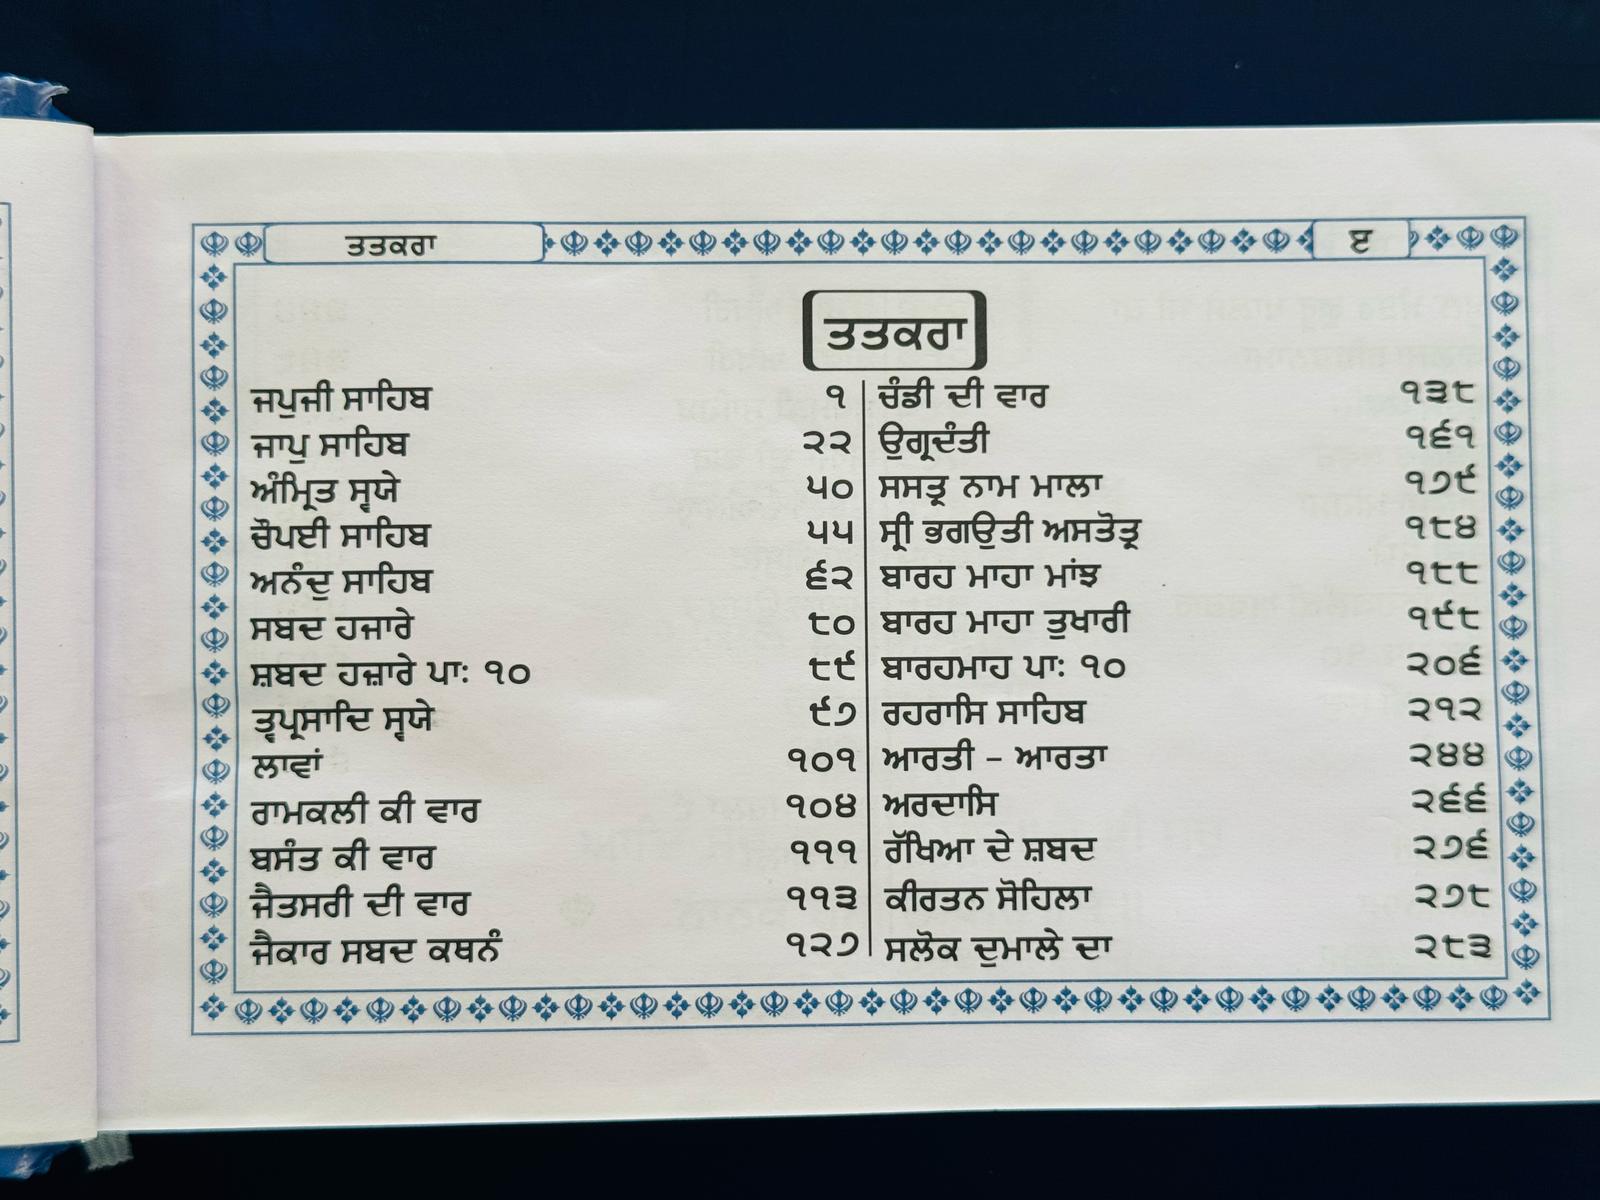 ਤਤਕਰਾ
ੲ
ਤਤਕਰਾ
ਜਪੁਜੀ ਸਾਹਿਬ ੧
ਜਾਪੁ ਸਾਹਿਬ ੨੨
ਅੰਮ੍ਰਿਤ ਸ੍ਵਯੇ ੫੦
ਚੌਪਈ ਸਾਹਿਬ ੫੫
ਅਨੰਦੁ ਸਾਹਿਬ ੬੨
ਸਬਦ ਹਜਾਰੇ ੮੦
ਸ਼ਬਦ ਹਜ਼ਾਰੇ ਪਾ: ੧੦ ੮੯
ਤ੍ਵਪ੍ਰਸਾਦਿ ਸ੍ਵਯੇ ੯੭
ਲਾਵਾਂ ੧੦੧
ਰਾਮਕਲੀ ਕੀ ਵਾਰ ੧੦੪
ਬਸੰਤ ਕੀ ਵਾਰ ੧੧੧
ਜੈਤਸਰੀ ਦੀ ਵਾਰ ੧੧੩
ਜੈਕਾਰ ਸਬਦ ਕਥਨੰ ੧੨੭
ਚੰਡੀ ਦੀ ਵਾਰ ੧੩੮
ਉਗ੍ਰਦੰਤੀ ੧੬੧
ਸਸਤ੍ਰ ਨਾਮ ਮਾਲਾ ੧੭੯
ਸ੍ਰੀ ਭਗਉਤੀ ਅਸਤੋਤ੍ਰ ੧੮੪
ਬਾਰਹ ਮਾਹਾ ਮਾਂਝ ੧੮੮
ਬਾਰਹ ਮਾਹਾ ਤੁਖਾਰੀ ੧੯੮
ਬਾਰਹਮਾਹ ਪਾ: ੧੦ ੨੦੬
ਰਹਰਾਸਿ ਸਾਹਿਬ ੨੧੨
ਆਰਤੀ - ਆਰਤਾ ੨੪੪
ਅਰਦਾਸਿ ੨੬੬
ਰੱਖਿਆ ਦੇ ਸ਼ਬਦ ੨੭੬
ਕੀਰਤਨ ਸੋਹਿਲਾ ੨੭੮
ਸਲੋਕ ਦੁਮਾਲੇ ਦਾ ੨੮੩